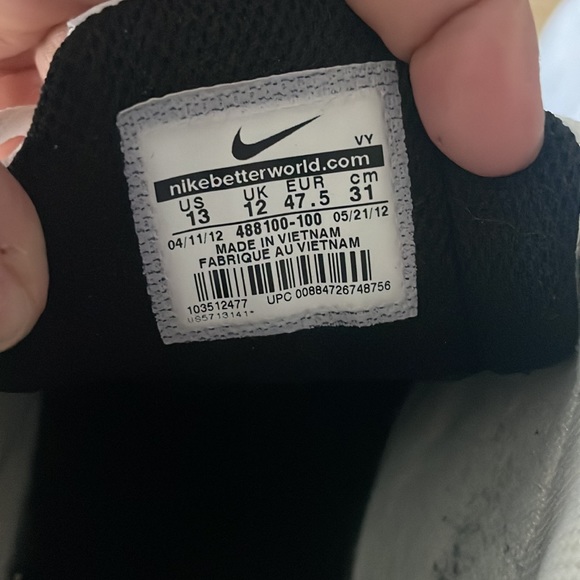 VY
nikebetterworld.com
US UK EUR cm
13 12 47.5 31
04/11/12 488100-100 05/21/12
MADE IN VIETNAM
FABRIQUE AU VIETNAM
103512477 UPC 00884726748756
US5713141*